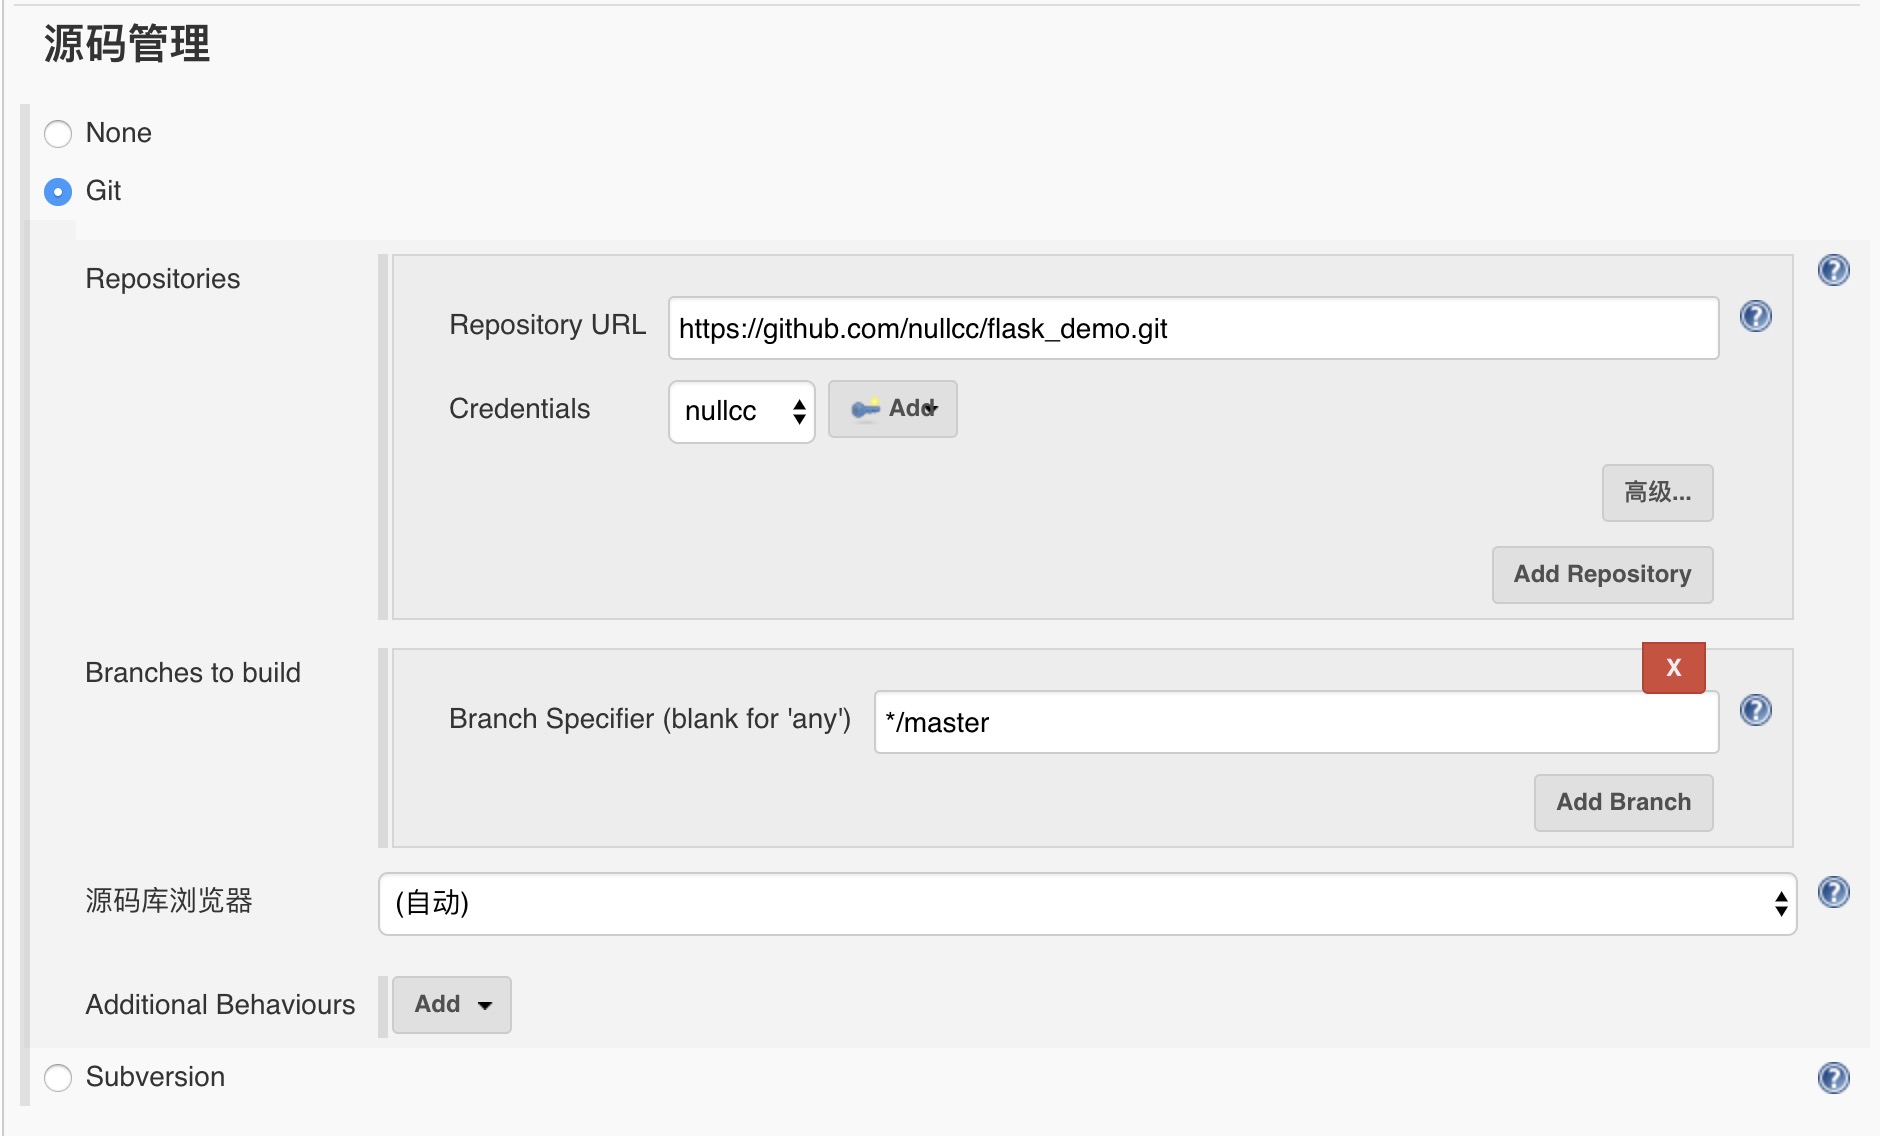 源码管理
None
Git
Repositories
Repository URL https://github.com/nullcc/flask_demo.git
Credentials nullcc Add
高级...
Add Repository
Branches to build
X
Branch Specifier (blank for 'any') */master
Add Branch
源码库浏览器 (自动)
Additional Behaviours Add
Subversion